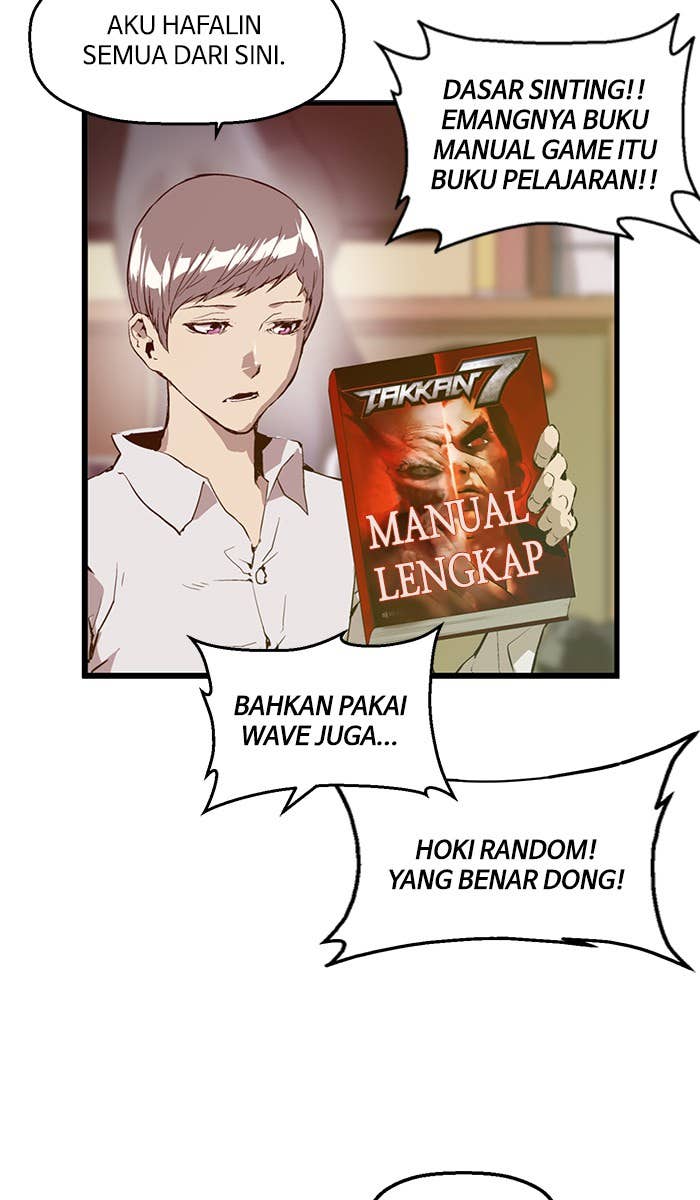 AKU HAFALIN
SEMUA DARI SINI.
DASAR SINTING!!
EMANGNYA BUKU
MANUAL GAME ITU
BUKU PELAJARAN!!
TAKKAN 7
MANUAL
LENGKAP
BAHKAN PAKAI
WAVE JUGA...
HOKI RANDOM!
YANG BENAR DONG!